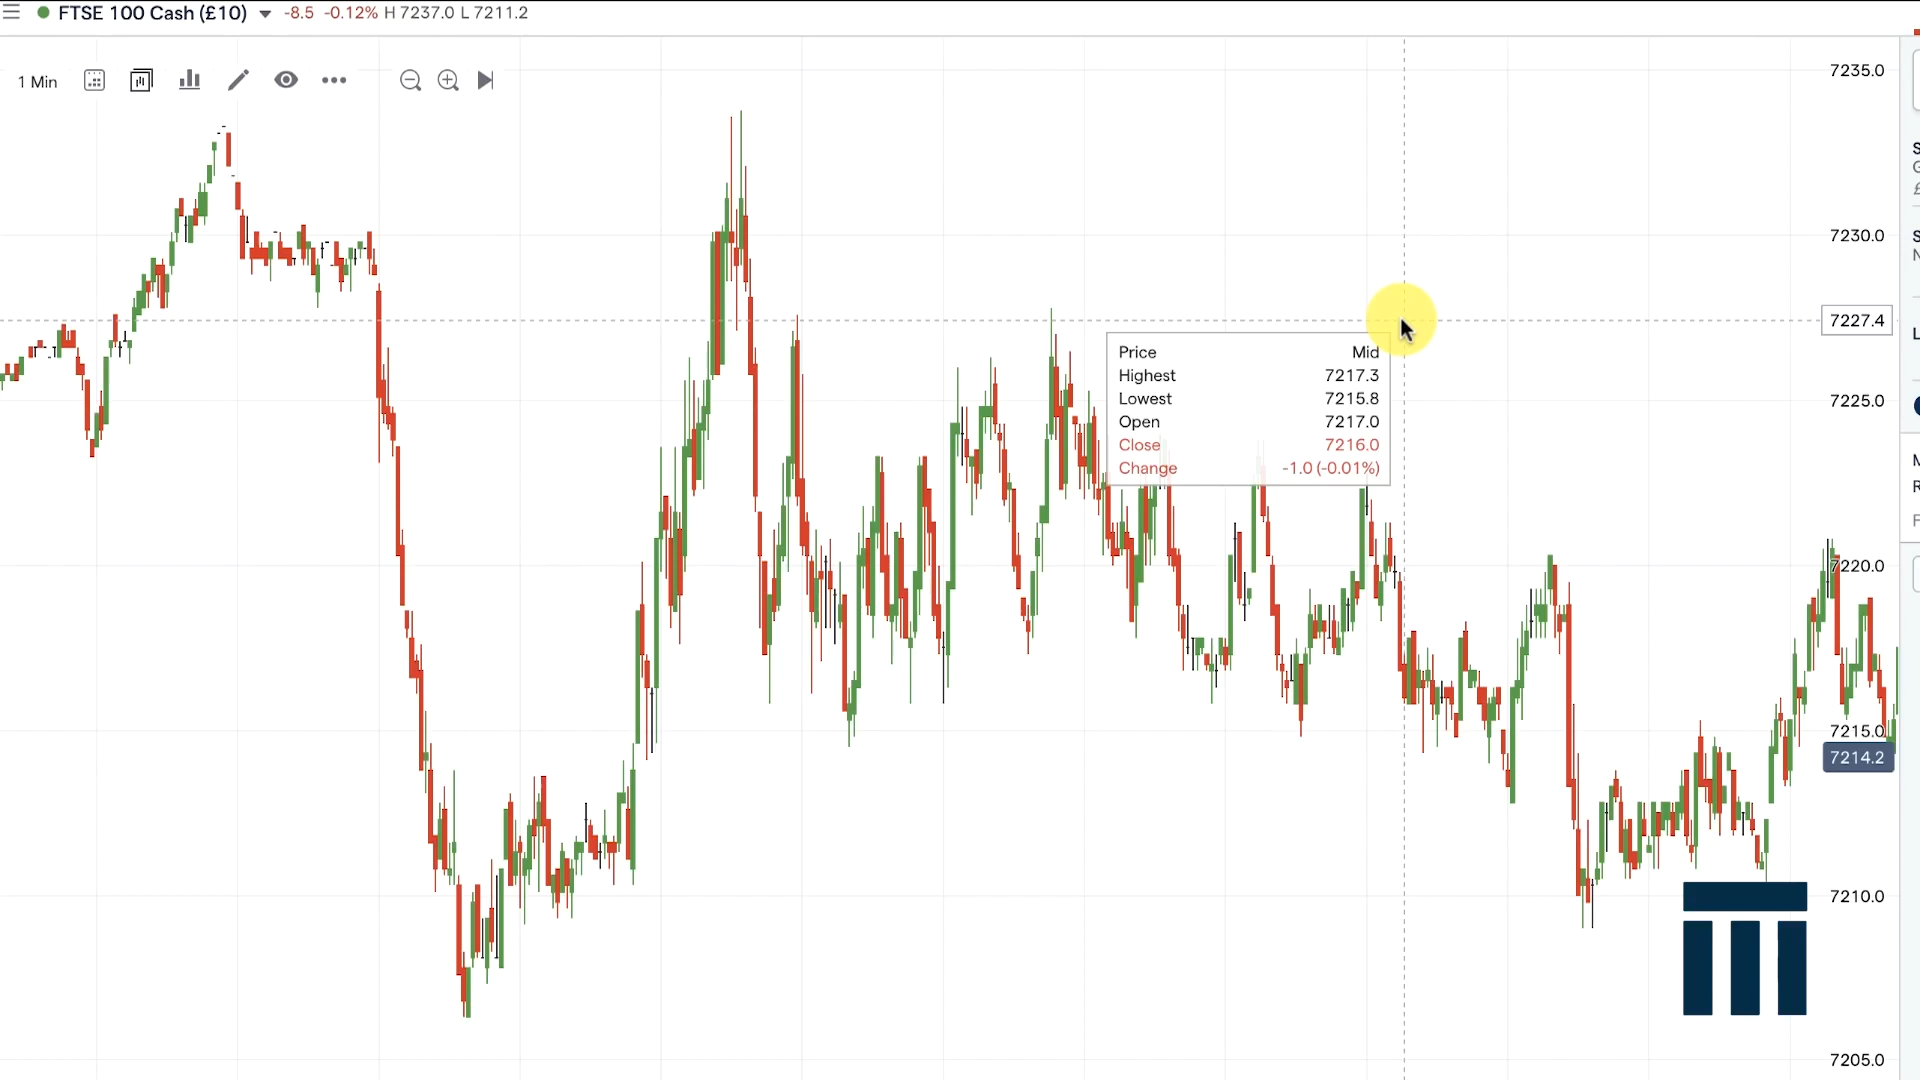 FTSE 100 Cash (£10) -8.5 -0.12% H 7237.0 L 7211.2
1 Min
7235.0
7230.0
7227.4
Price Mid
Highest 7217.3
Lowest 7215.8
Open 7217.0
Close 7216.0
Change -1.0 (-0.01%)
7225.0
7220.0
7215.0
7214.2
7210.0
7205.0